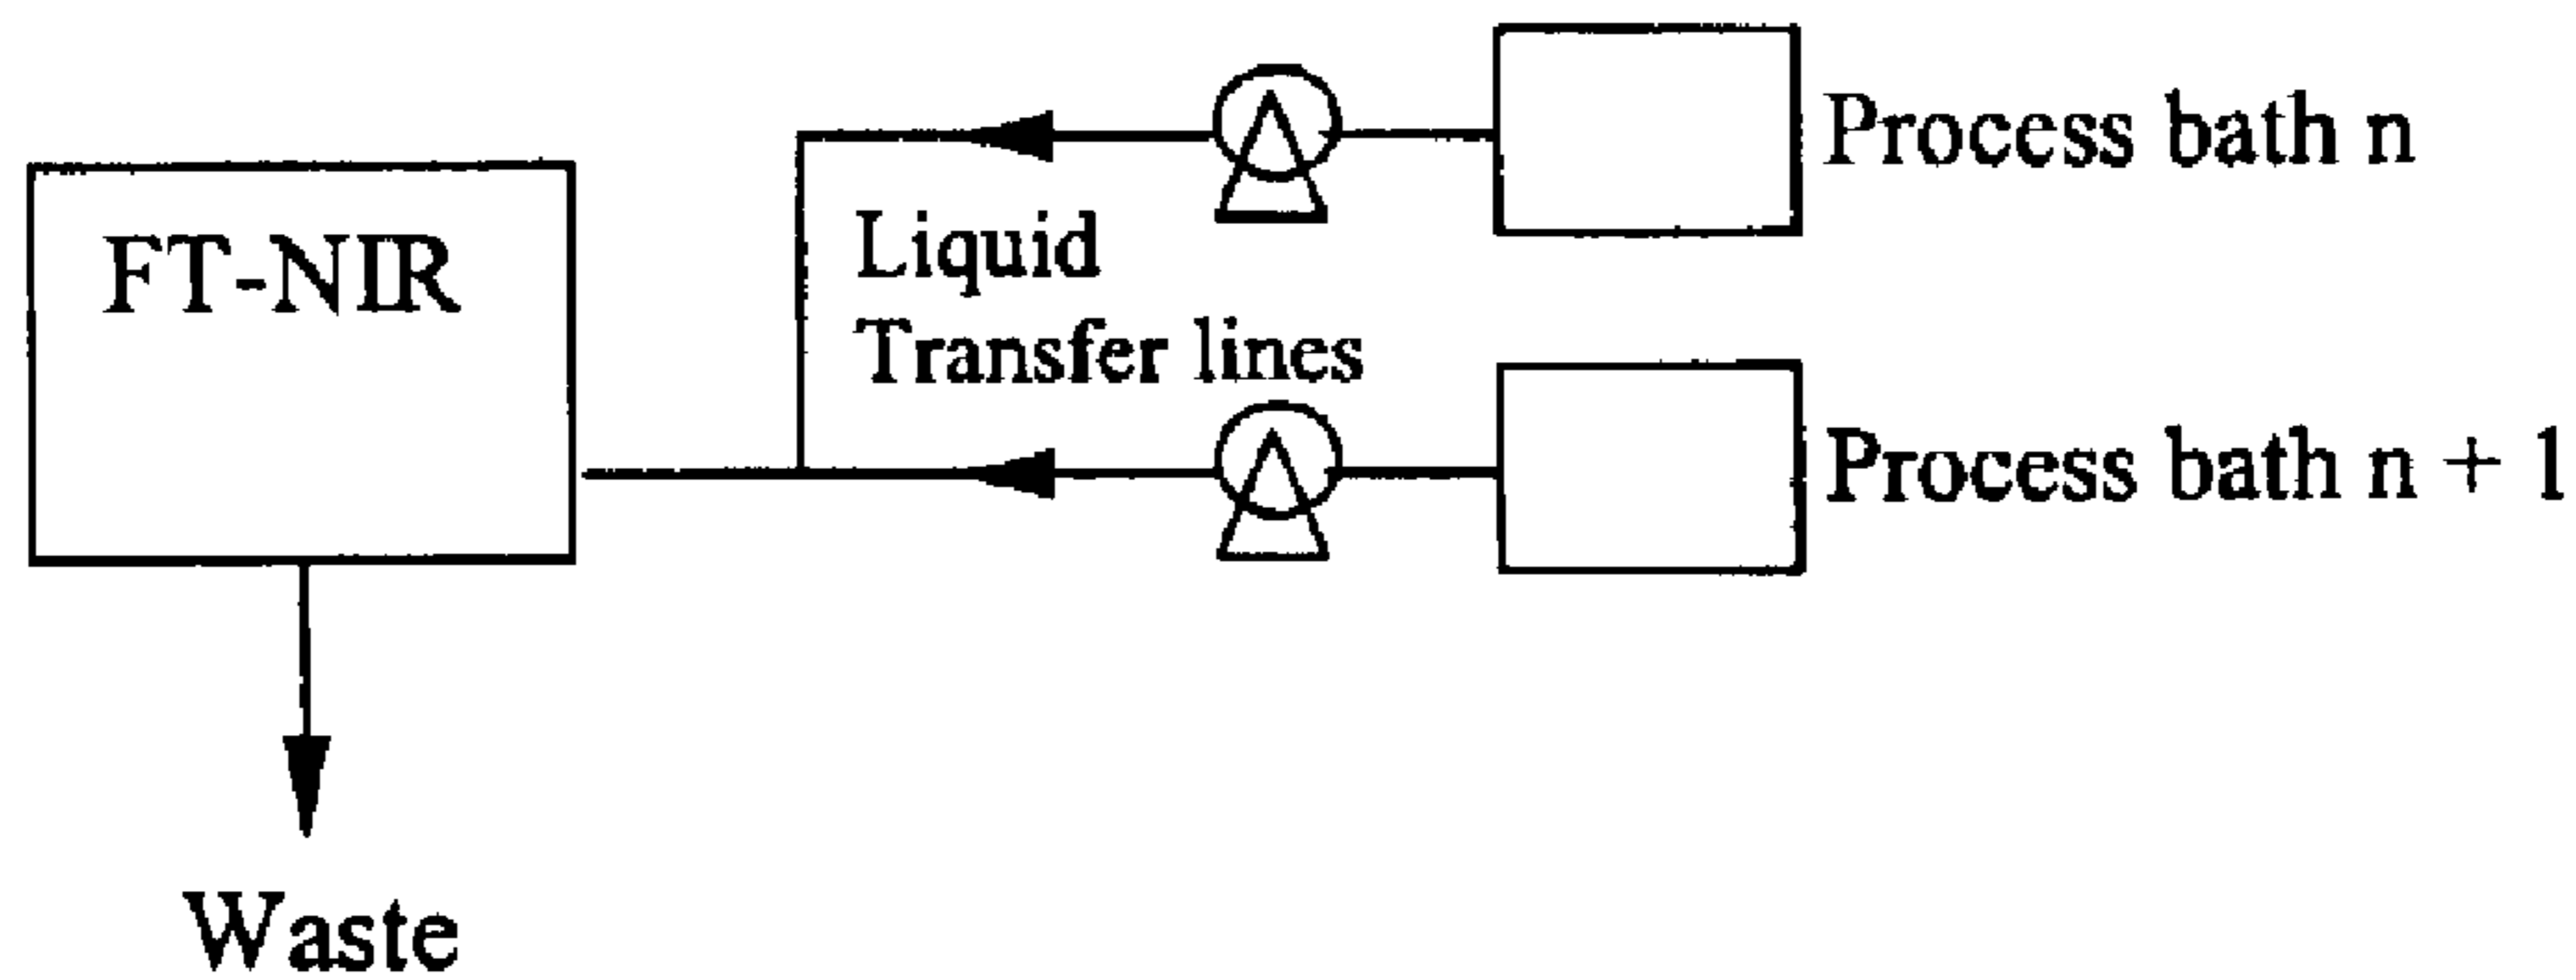 Process bath n
FT-NIR
Liquid
Transfer lines
Process bath n + 1
Waste